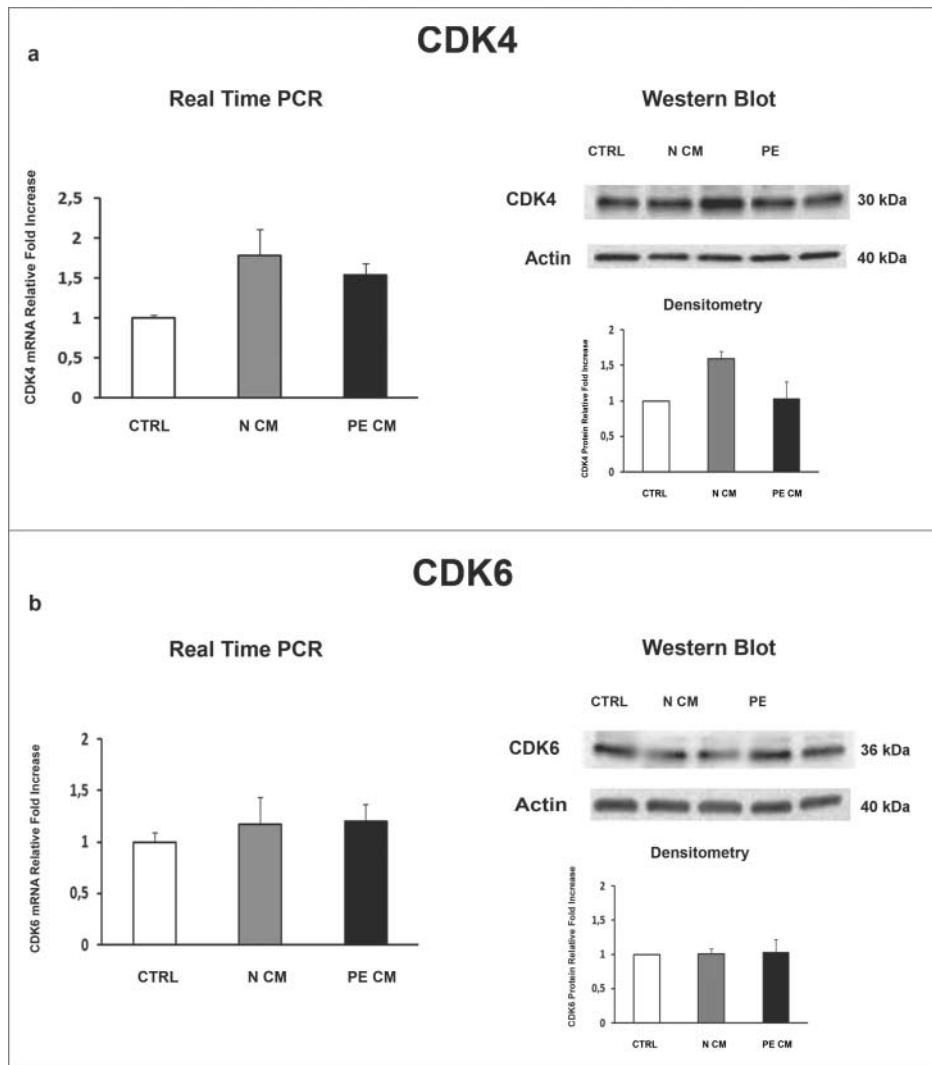 CDK4
a
Real Time PCR
CDK4 mRNA Relative Fold Increase
2,5
2
1,5
1
0,5
0
CTRL N CM PE CM
Western Blot
CTRL N CM PE
CDK4 30 kDa
Actin 40 kDa
Densitometry
CDK4 Protein Relative Fold Increase
2
1,5
1
0,5
0
CTRL N CM PE CM
CDK6
b
Real Time PCR
CDK6 mRNA Relative Fold Increase
2
1,5
1
0,5
0
CTRL N CM PE CM
Western Blot
CTRL N CM PE
CDK6 36 kDa
Actin 40 kDa
Densitometry
CDK6 Protein Relative Fold Increase
2
1,5
1
0,5
0
CTRL N CM PE CM